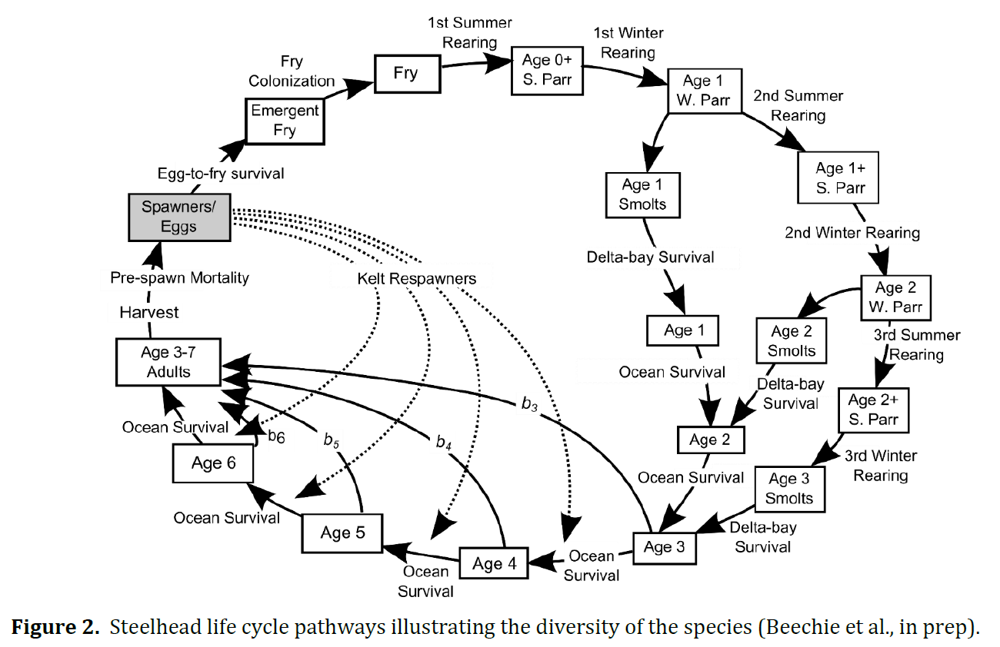 1st Summer
Rearing
1st Winter
Rearing
Fry
Colonization
Fry
Age 0+
S. Parr
Age 1
W. Parr
2nd Summer
Rearing
Emergent
Fry
Egg-to-fry survival
Age 1
Smolts
Age 1+
S. Parr
Spawners/
Eggs
2nd Winter Rearing
Delta-bay Survival
Pre-spawn Mortality
Kelt Respawners
Age 2
W. Parr
Harvest
Age 1
Age 2
Smolts
3rd Summer
Rearing
Age 3-7
Adults
Ocean Survival
Delta-bay
Survival
b3
Age 2+
S. Parr
Ocean Survival
b6
b5
b4
Age 2
3rd Winter
Rearing
Age 6
Ocean Survival
Age 3
Smolts
Ocean Survival
Age 5
Delta-bay
Survival
Age 3
Age 4
Ocean
Survival
Ocean
Survival
Figure 2. Steelhead life cycle pathways illustrating the diversity of the species (Beechie et al., in prep).